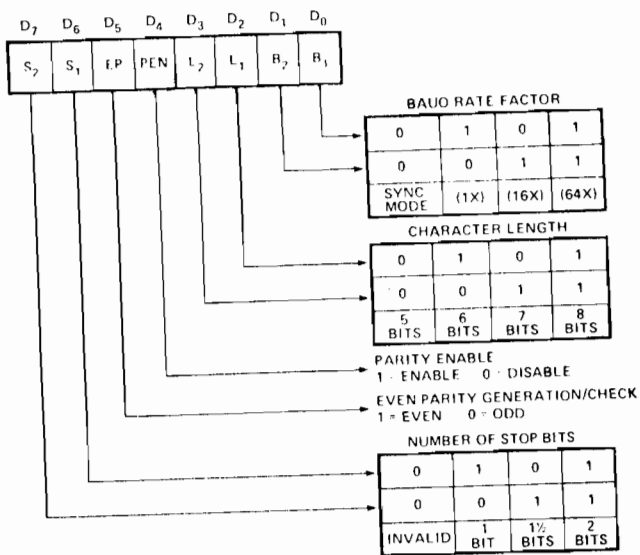 D7 D6 D5 D4 D3 D2 D1 D0
S2 S1 EP PEN L2 L1 B2 B1
BAUD RATE FACTOR
0 1 0 1
0 0 1 1
SYNC MODE (1X) (16X) (64X)
CHARACTER LENGTH
0 1 0 1
0 0 1 1
5 BITS 6 BITS 7 BITS 8 BITS
PARITY ENABLE
1 - ENABLE 0 - DISABLE
EVEN PARITY GENERATION/CHECK
1 = EVEN 0 = ODD
NUMBER OF STOP BITS
0 1 0 1
0 0 1 1
INVALID 1 BIT 1½ BITS 2 BITS